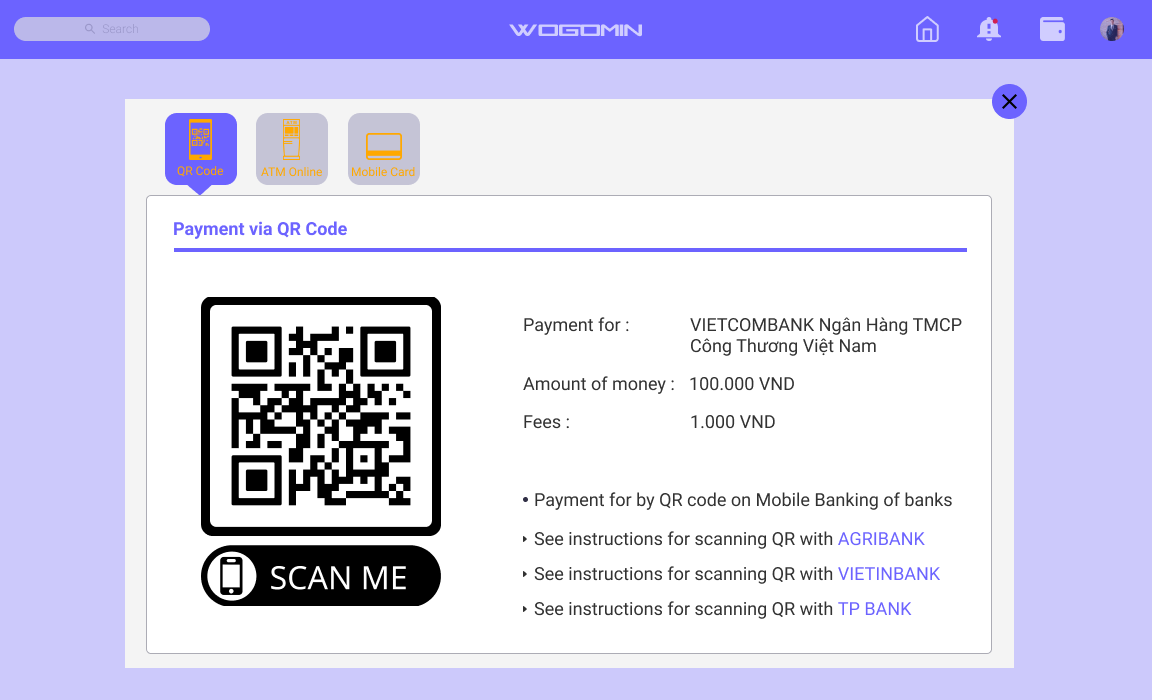 Search
WOGOMIN
QR Code
ATM Online
Mobile Card
Payment via QR Code
Payment for :
VIETCOMBANK Ngân Hàng TMCP
Công Thương Việt Nam
Amount of money :
100.000 VND
Fees :
1.000 VND
• Payment for by QR code on Mobile Banking of banks
See instructions for scanning QR with AGRIBANK
See instructions for scanning QR with VIETINBANK
See instructions for scanning QR with TP BANK
SCAN ME